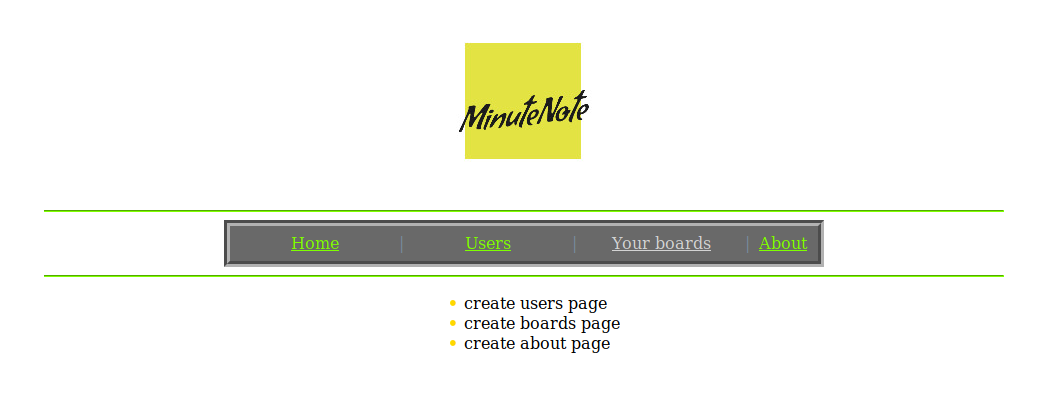 MinuteNote
Home | Users | Your boards | About
create users page
create boards page
create about page